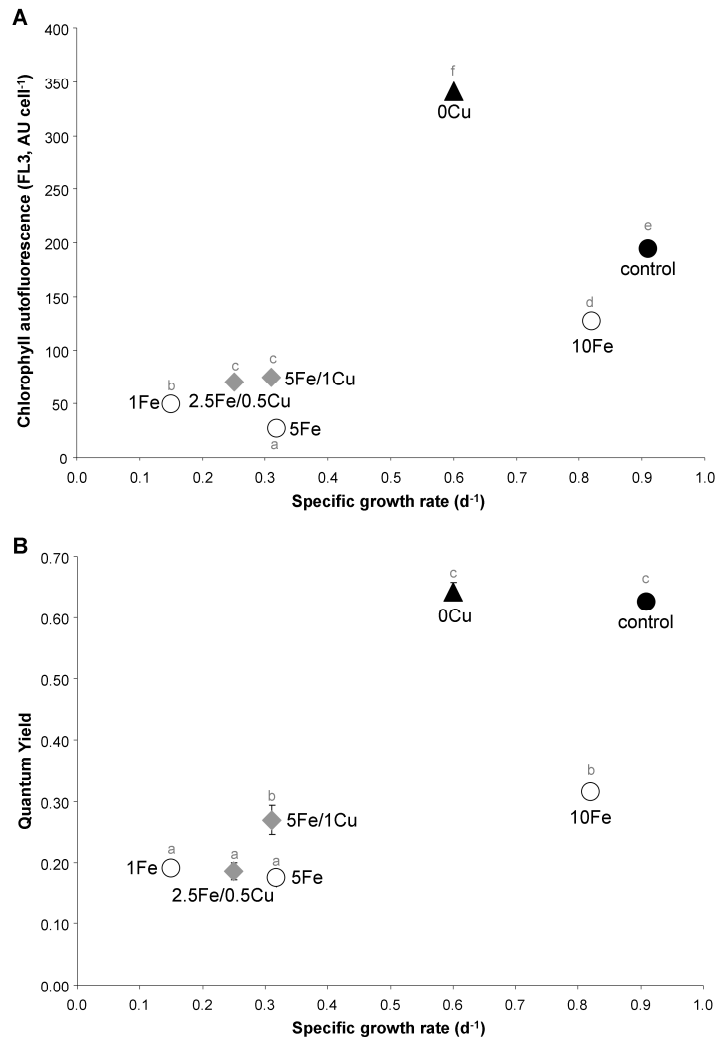 A
Chlorophyll autofluorescence (FL3, AU cell-1)
400
350
300
250
200
150
100
50
0
f
0Cu
e
control
d
10Fe
c
c
5Fe/1Cu
b
1Fe
2.5Fe/0.5Cu
5Fe
a
0.0 0.1 0.2 0.3 0.4 0.5 0.6 0.7 0.8 0.9 1.0
Specific growth rate (d-1)
B
Quantum Yield
0.70
0.60
0.50
0.40
0.30
0.20
0.10
0.00
c
0Cu
c
control
b
10Fe
b
5Fe/1Cu
a
1Fe
a
2.5Fe/0.5Cu
a
5Fe
0.0 0.1 0.2 0.3 0.4 0.5 0.6 0.7 0.8 0.9 1.0
Specific growth rate (d-1)